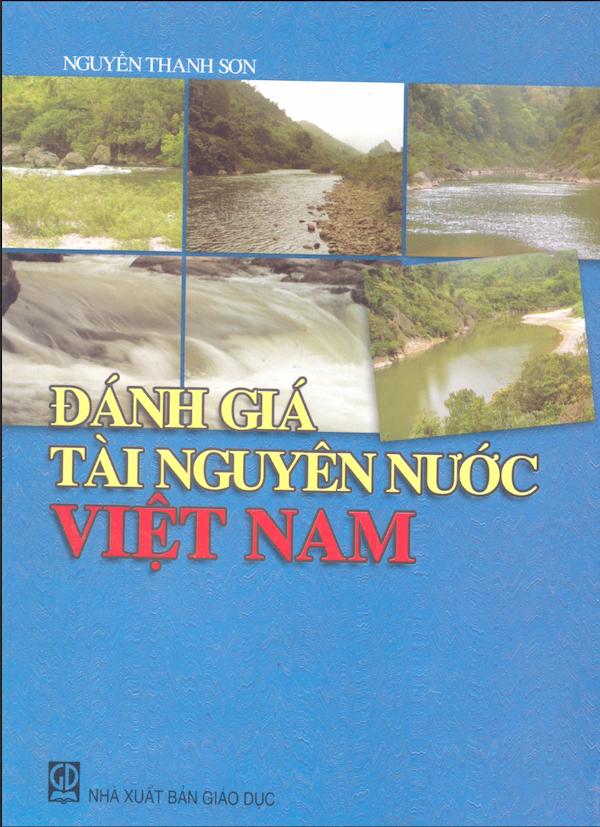 NGUYỄN THANH SƠN
ĐÁNH GIÁ
TÀI NGUYÊN NƯỚC
VIỆT NAM
GD
NHÀ XUẤT BẢN GIÁO DỤC